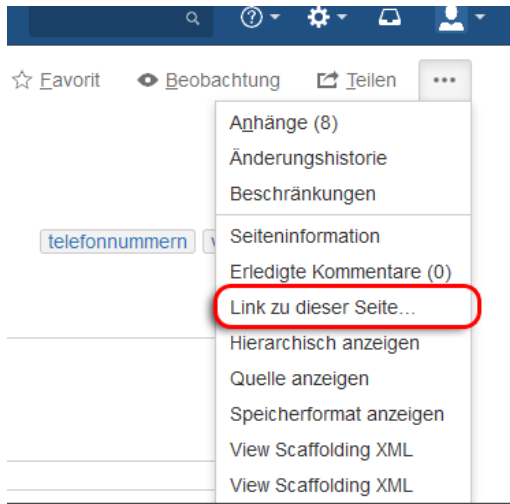 Favorit Beobachtung Teilen
Anhänge (8)
Änderungshistorie
Beschränkungen
telefonnummern
Seiteninformation
Erledigte Kommentare (0)
Link zu dieser Seite...
Hierarchisch anzeigen
Quelle anzeigen
Speicherformat anzeigen
View Scaffolding XML
View Scaffolding XML